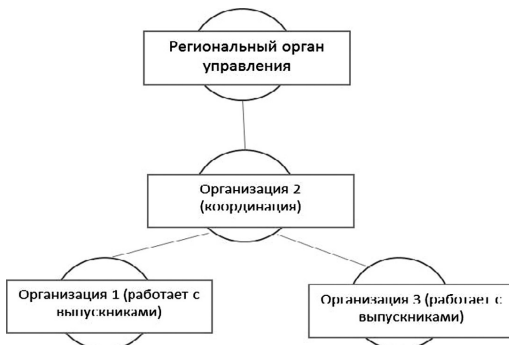 Региональный орган
управления
Организация 2
(координация)
Организация 1 (работает с
выпускниками)
Организация 3 (работает с
выпускниками)